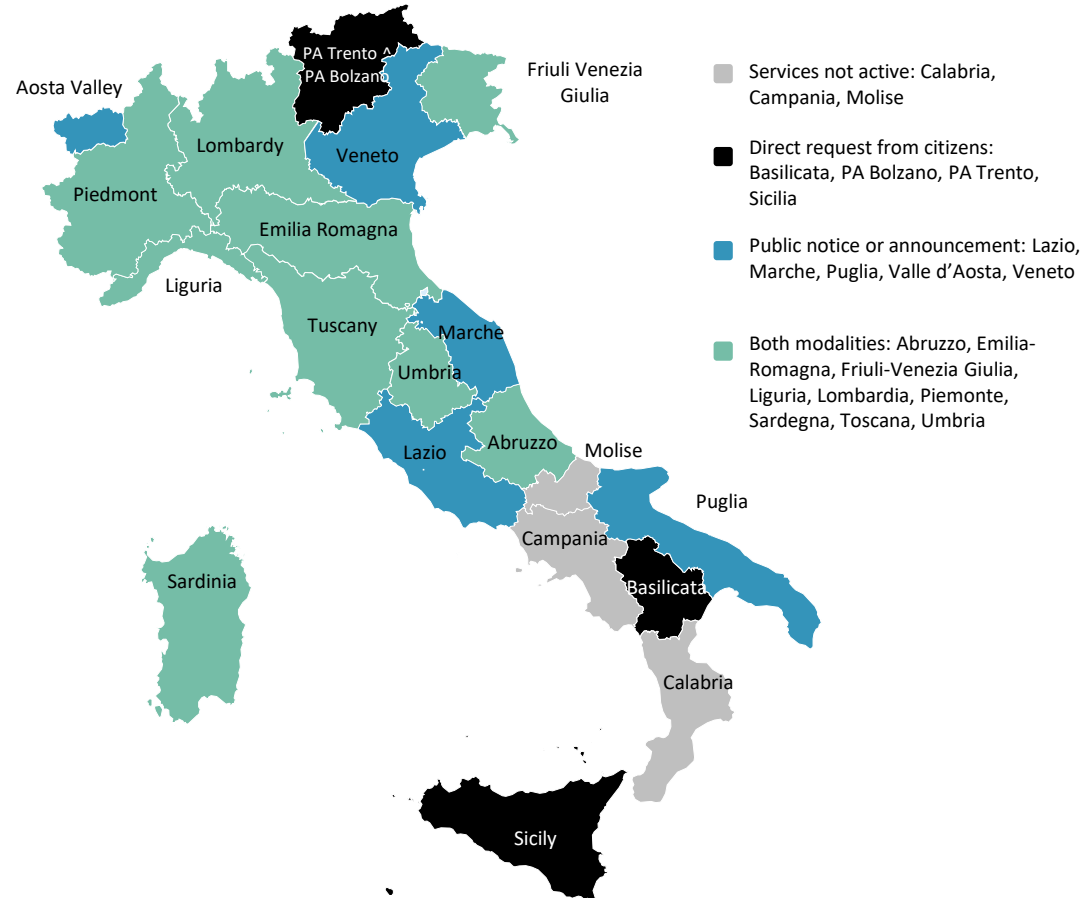 PA Trento ^
PA Bolzano
Friuli Venezia
Giulia
Aosta Valley
Lombardy
Veneto
Piedmont
Emilia Romagna
Liguria
Tuscany
Marche
Umbria
Lazio
Abruzzo
Molise
Puglia
Campania
Sardinia
Basilicata
Calabria
Sicily
Services not active: Calabria,
Campania, Molise
Direct request from citizens:
Basilicata, PA Bolzano, PA Trento,
Sicilia
Public notice or announcement: Lazio,
Marche, Puglia, Valle d’Aosta, Veneto
Both modalities: Abruzzo, Emilia-
Romagna, Friuli-Venezia Giulia,
Liguria, Lombardia, Piemonte,
Sardegna, Toscana, Umbria